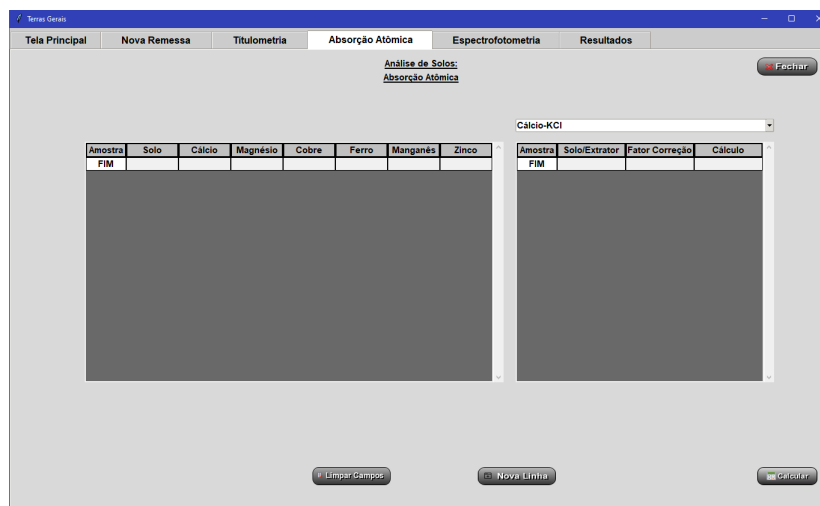 Terras Gerais
Tela Principal Nova Remessa Titulometria Absorção Atômica Espectrofotometria Resultados
Análise de Solos:
Absorção Atômica
Fechar
Cálcio-KCl
Amostra Solo Cálcio Magnésio Cobre Ferro Manganês Zinco
FIM
Amostra Solo/Extrator Fator Correção Cálculo
FIM
Limpar Campos
Nova Linha
Calcular